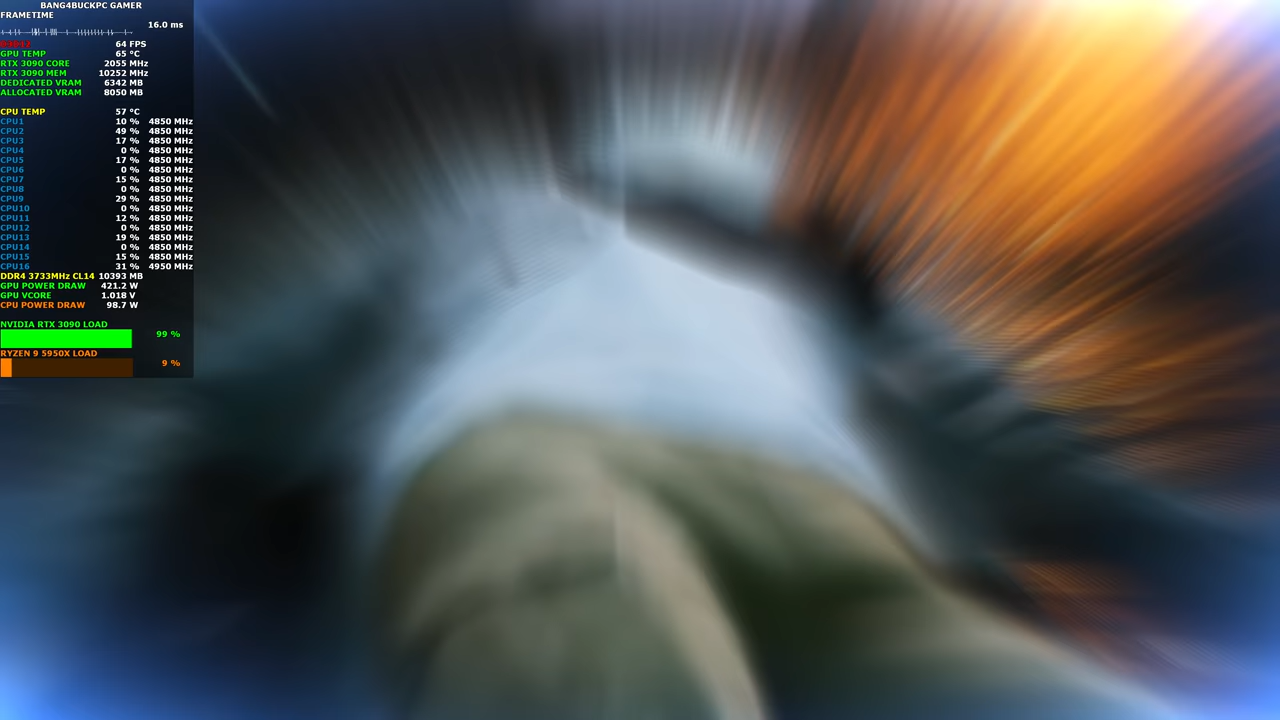 BANG4BUCKPC GAMER
FRAMETIME
16.0 ms
D3D12 64 FPS
GPU TEMP 65 °C
RTX 3090 CORE 2055 MHz
RTX 3090 MEM 10252 MHz
DEDICATED VRAM 6342 MB
ALLOCATED VRAM 8050 MB
CPU TEMP 57 °C
CPU1 10 % 4850 MHz
CPU2 49 % 4850 MHz
CPU3 17 % 4850 MHz
CPU4 0 % 4850 MHz
CPU5 17 % 4850 MHz
CPU6 0 % 4850 MHz
CPU7 15 % 4850 MHz
CPU8 0 % 4850 MHz
CPU9 29 % 4850 MHz
CPU10 0 % 4850 MHz
CPU11 12 % 4850 MHz
CPU12 0 % 4850 MHz
CPU13 19 % 4850 MHz
CPU14 0 % 4850 MHz
CPU15 15 % 4850 MHz
CPU16 31 % 4950 MHz
DDR4 3733MHz CL14 10393 MB
GPU POWER DRAW 421.2 W
GPU VCORE 1.018 V
CPU POWER DRAW 98.7 W
NVIDIA RTX 3090 LOAD
99 %
RYZEN 9 5950X LOAD
9 %